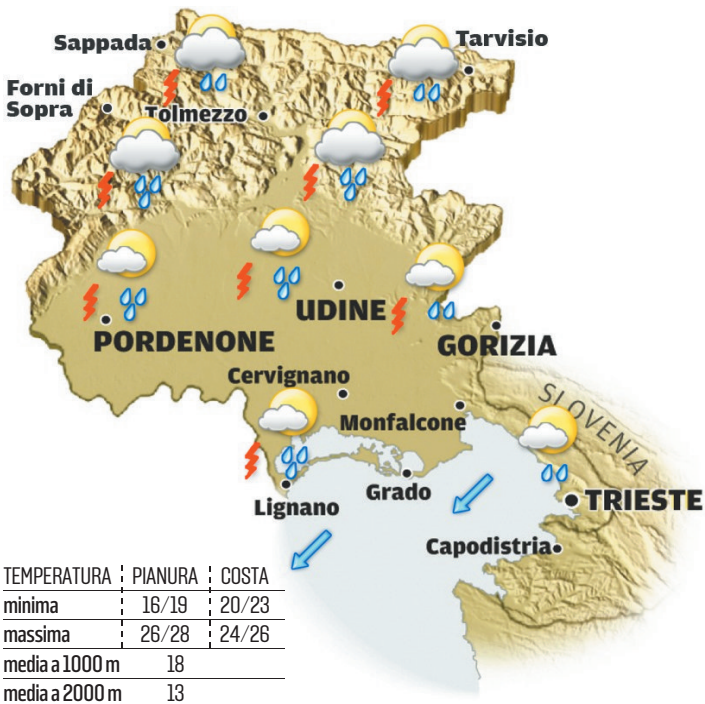 Sappada
Tarvisio
Forni di
Sopra
Tolmezzo
UDINE
PORDENONE
GORIZIA
Cervignano
SLOVENIA
Monfalcone
Grado
Lignano
TRIESTE
Capodistria
TEMPERATURA PIANURA COSTA
minima 16/19 20/23
massima 26/28 24/26
media a 1000 m 18
media a 2000 m 13